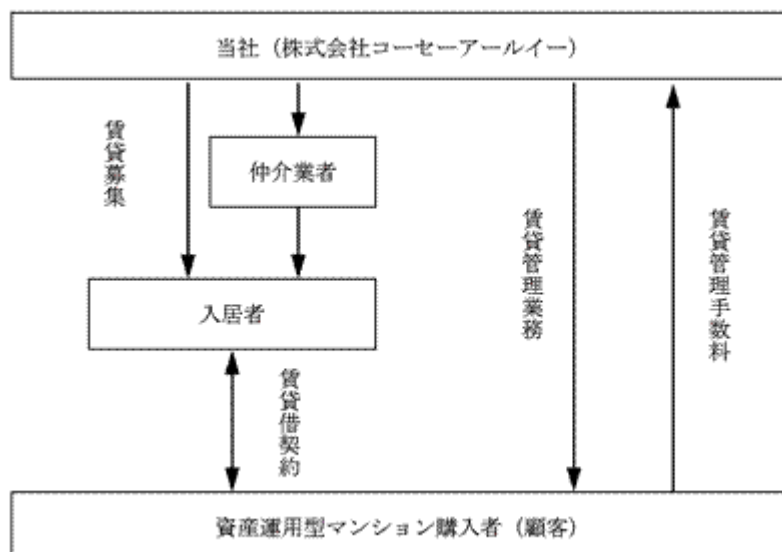 当社（株式会社コーセーアールイー）
賃貸募集
仲介業者
入居者
賃貸借契約
賃貸管理業務
賃貸管理手数料
資産運用型マンション購入者（顧客）